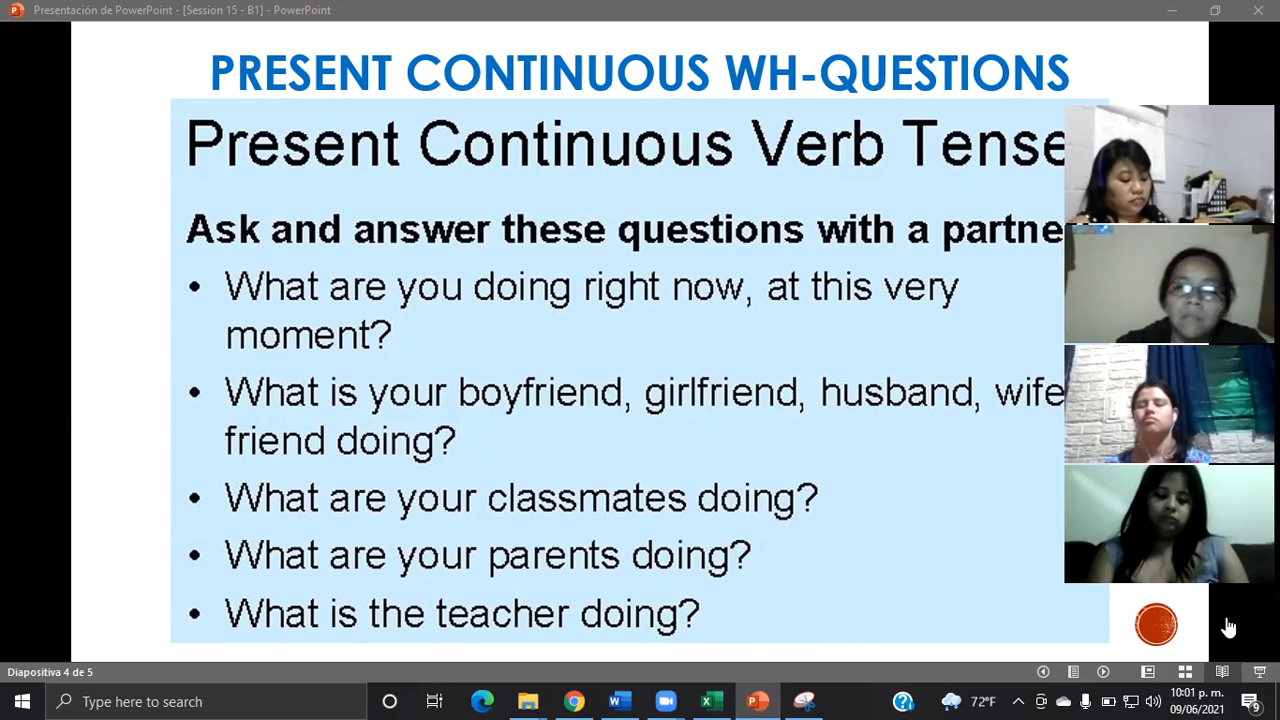 Presentación de PowerPoint - [Session 15 - B1] - PowerPoint
PRESENT CONTINUOUS WH-QUESTIONS
Present Continuous Verb Tense
Ask and answer these questions with a partne
• What are you doing right now, at this very
moment?
• What is your boyfriend, girlfriend, husband, wife
friend doing?
• What are your classmates doing?
• What are your parents doing?
• What is the teacher doing?
Diapositiva 4 de 5
Type here to search
72°F
10:01 p. m.
09/06/2021
9